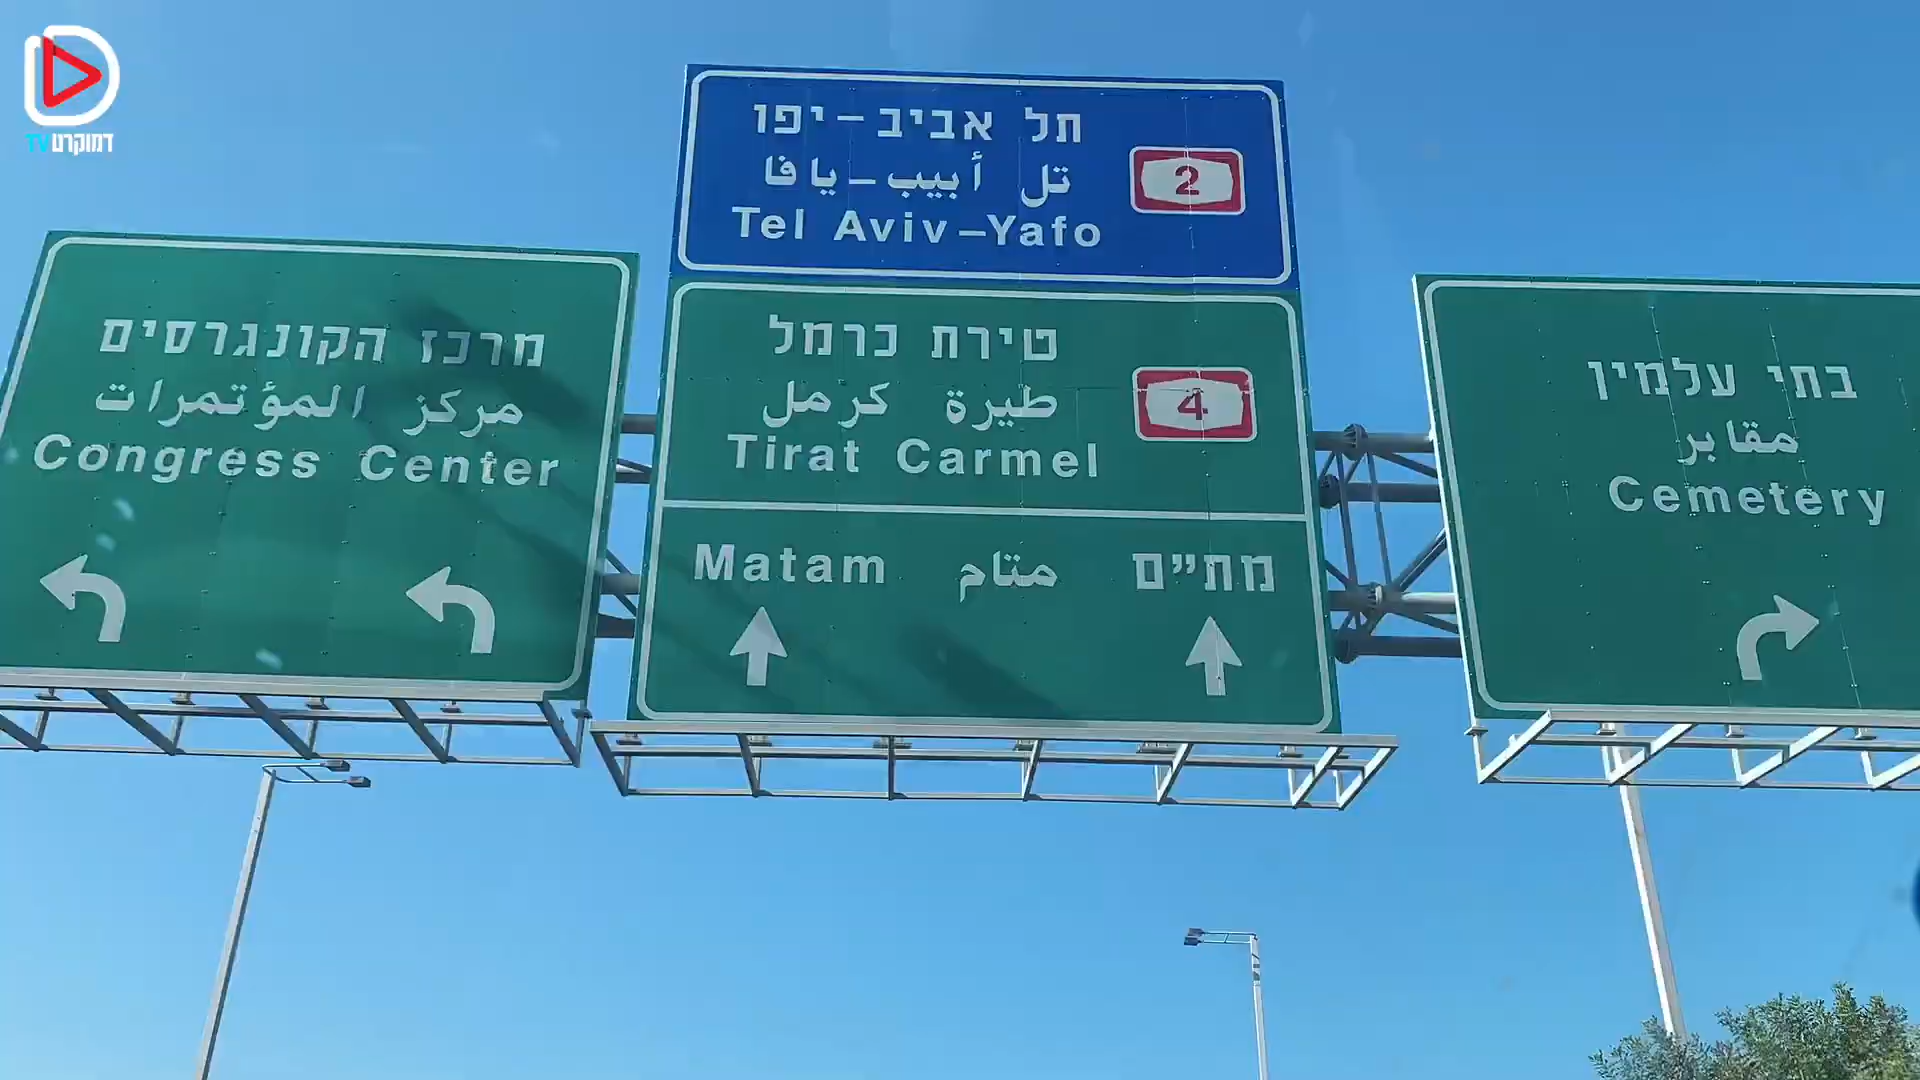 דמוקרטTV
מרכז הקונגרסים
مركز المؤتمرات
Congress Center
תל אביב-יפו
تل أبيب-يافا
Tel Aviv-Yafo
2
טירת כרמל
طيرة كرمل
Tirat Carmel
4
מת״ם متام Matam
בתי עלמין
مقابر
Cemetery